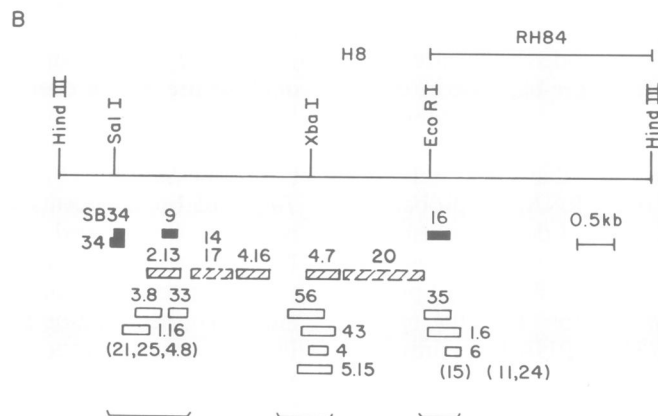 B
RH84
H8
Hind III
Sal I
Xba I
Eco RI
Hind III
SB34
9
16
0.5kb
34
14
2.13
17
4.16
4.7
20
3.8
33
56
35
1.16
43
1.6
(21,25,4.8)
4
6
5.15
(15) (11,24)